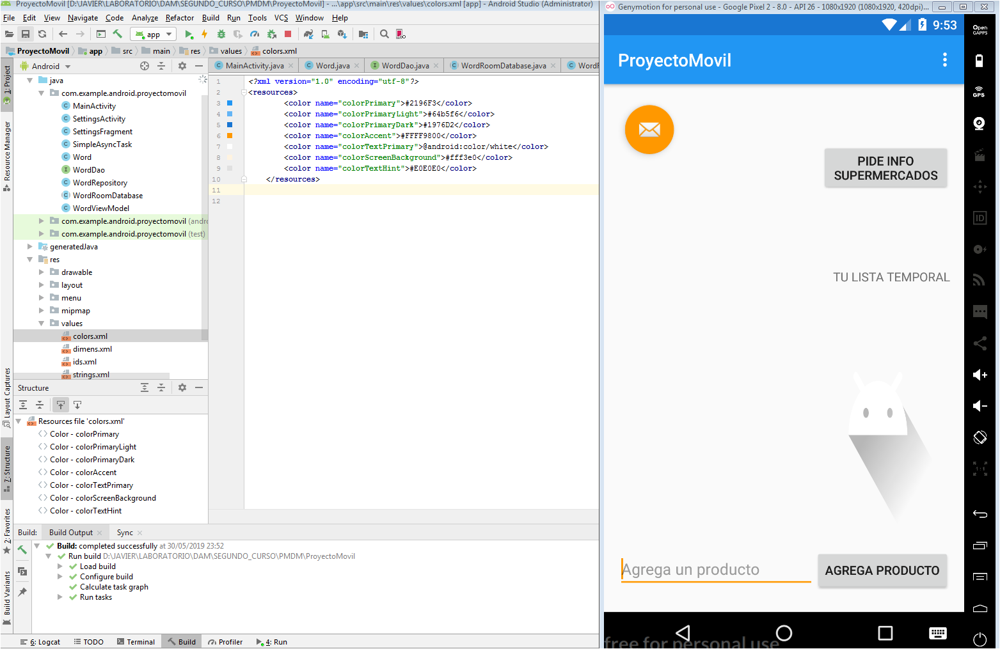 ProyectoMovil [D:\JAVIER\LABORATORIO\DAM\SEGUNDO_CURSO\PMDM\ProyectoMovil] - ...\app\src\main\res\values\colors.xml [app] - Android Studio (Administrator)
File Edit View Navigate Code Analyze Refactor Build Run Tools VCS Window Help
app
ProyectoMovil app src main res values colors.xml
1: Project
Resource Manager
Layout Captures
7: Structure
2: Favorites
Build Variants
Android
java
com.example.android.proyectomovil
MainActivity
SettingsActivity
SettingsFragment
SimpleAsyncTask
Word
WordDao
WordRepository
WordRoomDatabase
WordViewModel
com.example.android.proyectomovil (andro
com.example.android.proyectomovil (test)
generatedJava
res
drawable
layout
menu
mipmap
values
colors.xml
dimens.xml
ids.xml
strings.xml
Structure
Resources file 'colors.xml'
Color - colorPrimary
Color - colorPrimaryLight
Color - colorPrimaryDark
Color - colorAccent
Color - colorTextPrimary
Color - colorScreenBackground
Color - colorTextHint
MainActivity.java Word.java WordDao.java WordRoomDatabase.java WordR
1 <?xml version="1.0" encoding="utf-8"?>
2 <resources>
3 <color name="colorPrimary">#2196F3</color>
4 <color name="colorPrimaryLight">#64b5f6</color>
5 <color name="colorPrimaryDark">#1976D2</color>
6 <color name="colorAccent">#FFFF9800</color>
7 <color name="colorTextPrimary">@android:color/white</color>
8 <color name="colorScreenBackground">#fff3e0</color>
9 <color name="colorTextHint">#E0E0E0</color>
10 </resources>
11
12
Build: Build Output Sync
Build: completed successfully at 30/05/2019 23:52
Run build D:\JAVIER\LABORATORIO\DAM\SEGUNDO_CURSO\PMDM\ProyectoMovil
Load build
Configure build
Calculate task graph
Run tasks
6: Logcat TODO Terminal Build Profiler 4: Run
Genymotion for personal use - Google Pixel 2 - 8.0 - API 26 - 1080x1920 (1080x1920, 420dpi)...
9:53
ProyectoMovil
PIDE INFO
SUPERMERCADOS
TU LISTA TEMPORAL
Agrega un producto
AGREGA PRODUCTO
free for personal use
Open
GAPPS
GPS
ID
1:1